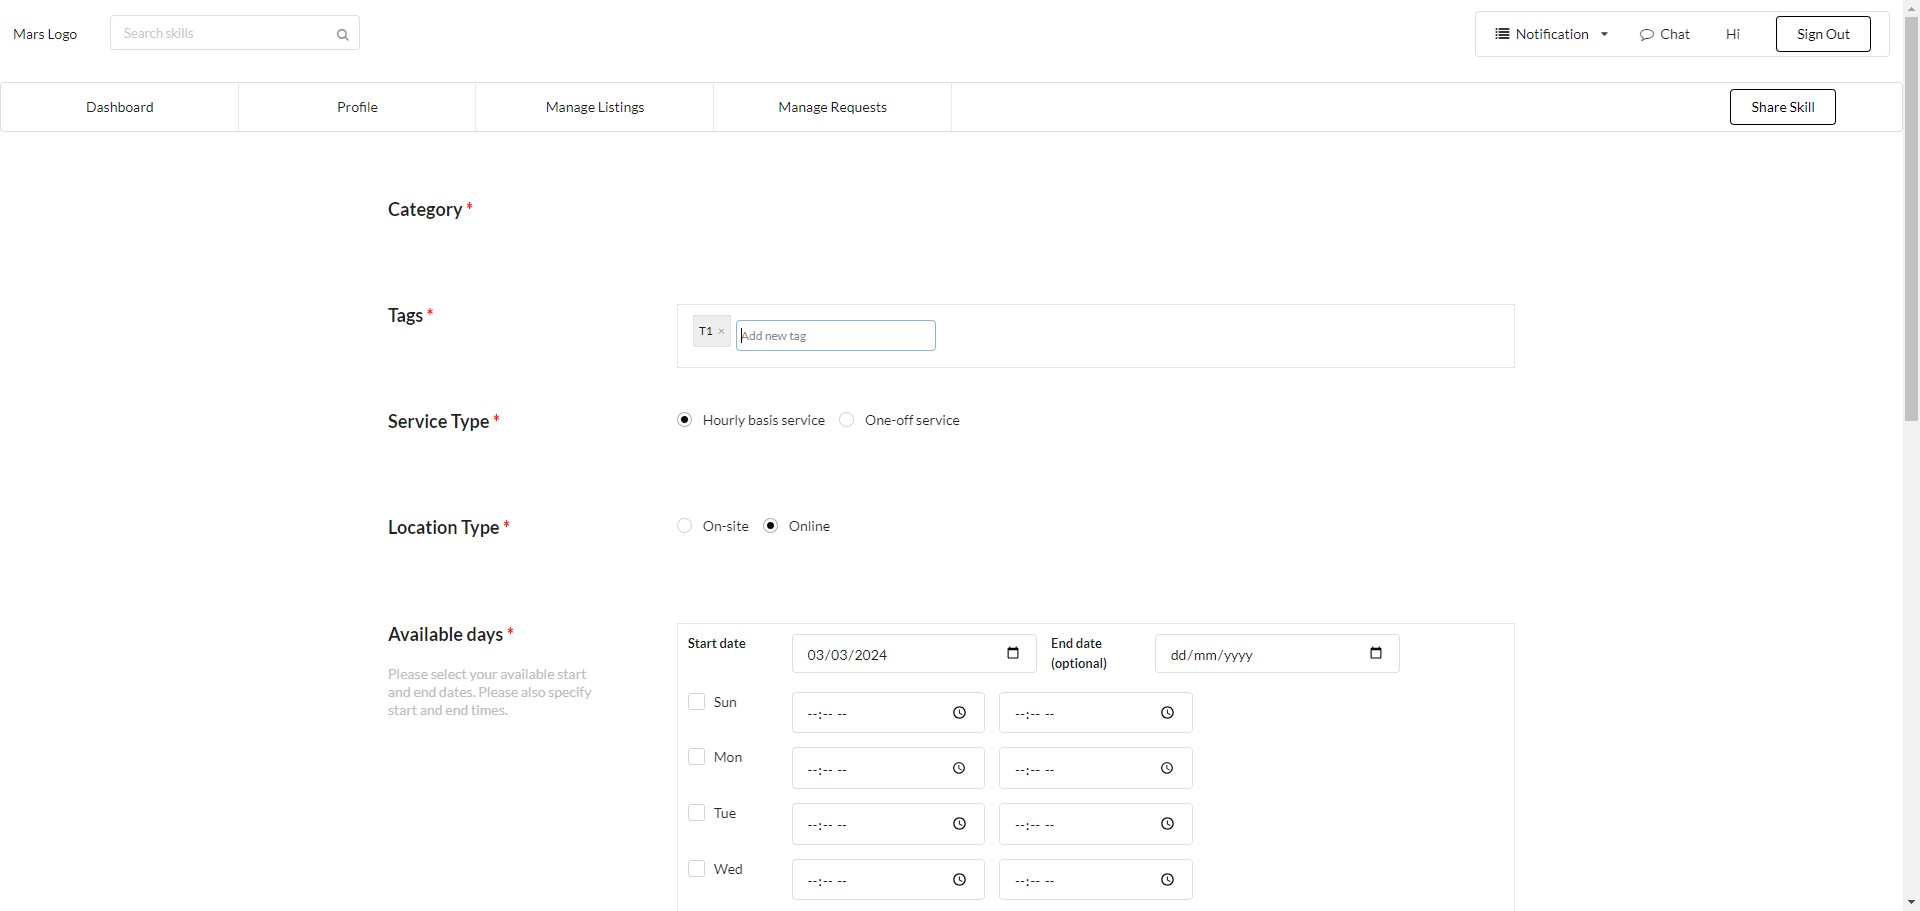 Mars Logo
Search skills
Notification
Chat
Hi
Sign Out
Dashboard
Profile
Manage Listings
Manage Requests
Share Skill
Category *
Tags *
T1 ×
Add new tag
Service Type *
Hourly basis service
One-off service
Location Type *
On-site
Online
Available days *
Please select your available start
and end dates. Please also specify
start and end times.
Start date
03/03/2024
End date
(optional)
dd/mm/yyyy
Sun
--:-- --
--:-- --
Mon
--:-- --
--:-- --
Tue
--:-- --
--:-- --
Wed
--:-- --
--:-- --